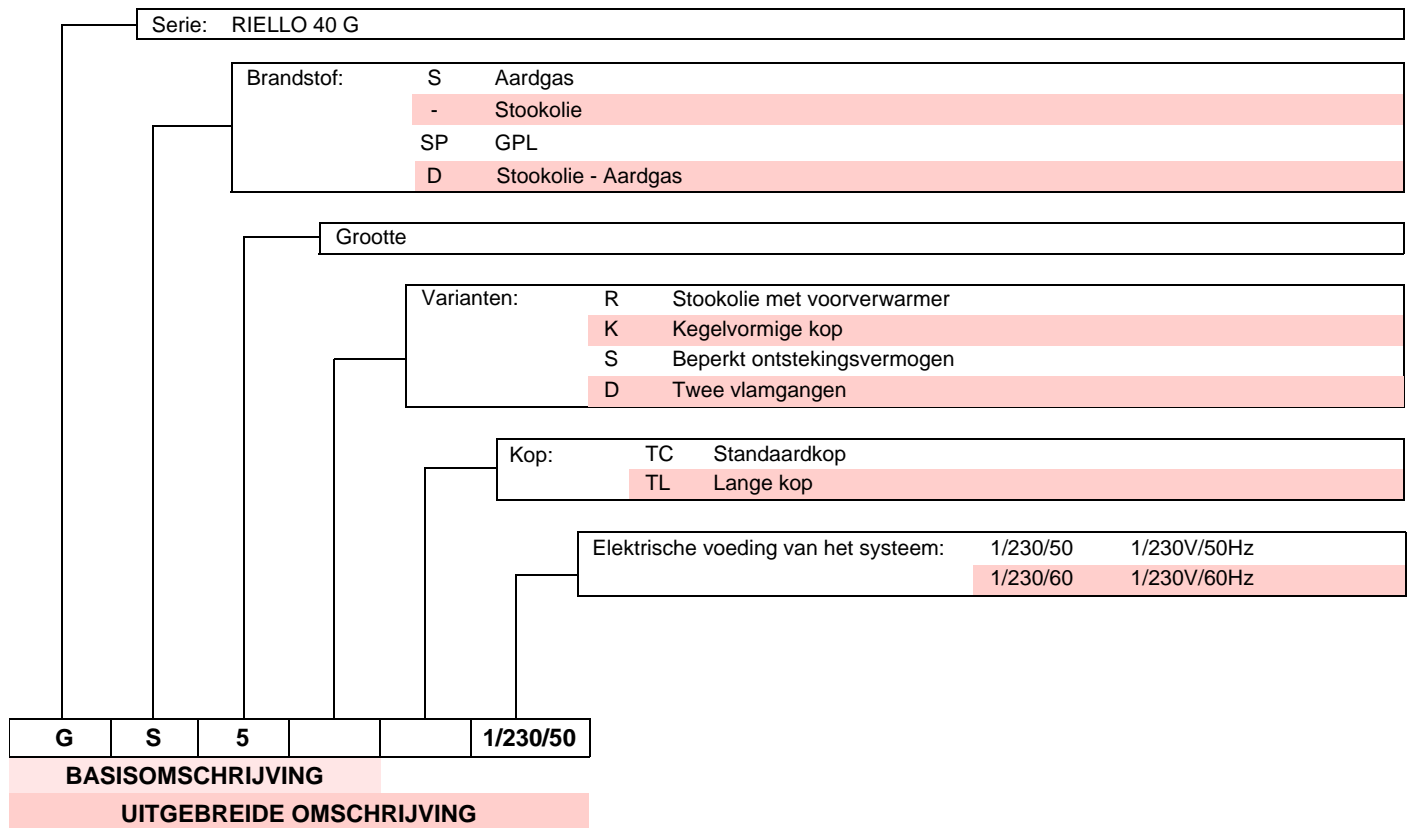 Serie: RIELLO 40 G
Brandstof: S Aardgas
- Stookolie
SP GPL
D Stookolie - Aardgas
Grootte
Varianten: R Stookolie met voorverwarmer
K Kegelvormige kop
S Beperkt ontstekingsvermogen
D Twee vlamgangen
Kop: TC Standaardkop
TL Lange kop
Elektrische voeding van het systeem: 1/230/50 1/230V/50Hz
1/230/60 1/230V/60Hz
G S 5 1/230/50
BASISOMSCHRIJVING
UITGEBREIDE OMSCHRIJVING